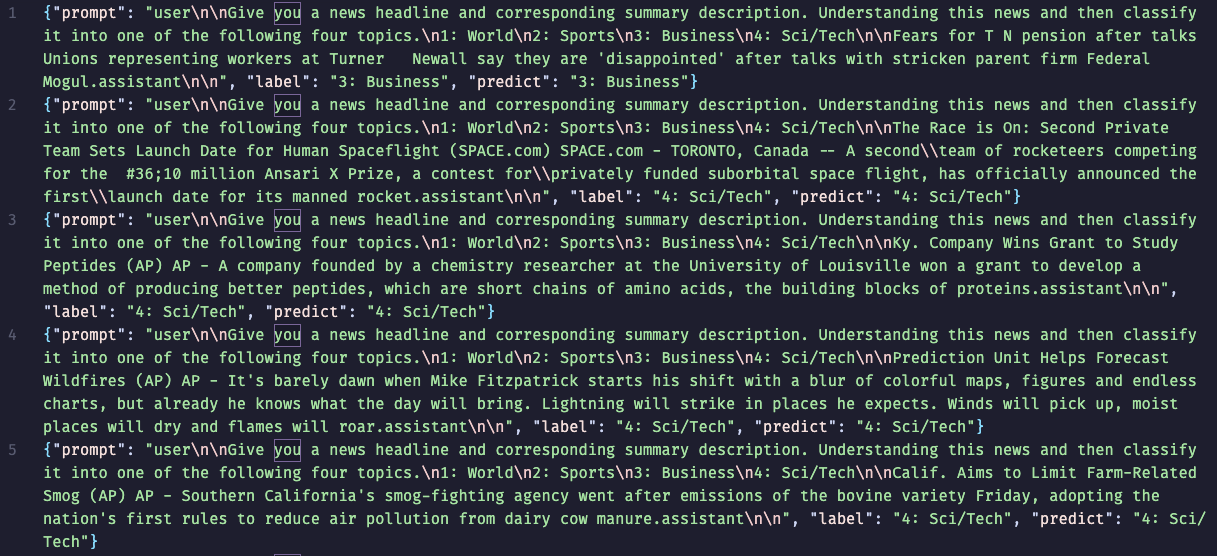 1 {"prompt": "user\n\nGive you a news headline and corresponding summary description. Understanding this news and then classify
it into one of the following four topics.\n1: World\n2: Sports\n3: Business\n4: Sci/Tech\n\nFears for T N pension after talks
Unions representing workers at Turner   Newall say they are 'disappointed' after talks with stricken parent firm Federal
Mogul.assistant\n\n", "label": "3: Business", "predict": "3: Business"}
2 {"prompt": "user\n\nGive you a news headline and corresponding summary description. Understanding this news and then classify
it into one of the following four topics.\n1: World\n2: Sports\n3: Business\n4: Sci/Tech\n\nThe Race is On: Second Private
Team Sets Launch Date for Human Spaceflight (SPACE.com) SPACE.com - TORONTO, Canada -- A second\\team of rocketeers competing
for the  #36;10 million Ansari X Prize, a contest for\\privately funded suborbital space flight, has officially announced the
first\\launch date for its manned rocket.assistant\n\n", "label": "4: Sci/Tech", "predict": "4: Sci/Tech"}
3 {"prompt": "user\n\nGive you a news headline and corresponding summary description. Understanding this news and then classify
it into one of the following four topics.\n1: World\n2: Sports\n3: Business\n4: Sci/Tech\n\nKy. Company Wins Grant to Study
Peptides (AP) AP - A company founded by a chemistry researcher at the University of Louisville won a grant to develop a
method of producing better peptides, which are short chains of amino acids, the building blocks of proteins.assistant\n\n",
"label": "4: Sci/Tech", "predict": "4: Sci/Tech"}
4 {"prompt": "user\n\nGive you a news headline and corresponding summary description. Understanding this news and then classify
it into one of the following four topics.\n1: World\n2: Sports\n3: Business\n4: Sci/Tech\n\nPrediction Unit Helps Forecast
Wildfires (AP) AP - It's barely dawn when Mike Fitzpatrick starts his shift with a blur of colorful maps, figures and endless
charts, but already he knows what the day will bring. Lightning will strike in places he expects. Winds will pick up, moist
places will dry and flames will roar.assistant\n\n", "label": "4: Sci/Tech", "predict": "4: Sci/Tech"}
5 {"prompt": "user\n\nGive you a news headline and corresponding summary description. Understanding this news and then classify
it into one of the following four topics.\n1: World\n2: Sports\n3: Business\n4: Sci/Tech\n\nCalif. Aims to Limit Farm-Related
Smog (AP) AP - Southern California's smog-fighting agency went after emissions of the bovine variety Friday, adopting the
nation's first rules to reduce air pollution from dairy cow manure.assistant\n\n", "label": "4: Sci/Tech", "predict": "4: Sci/
Tech"}